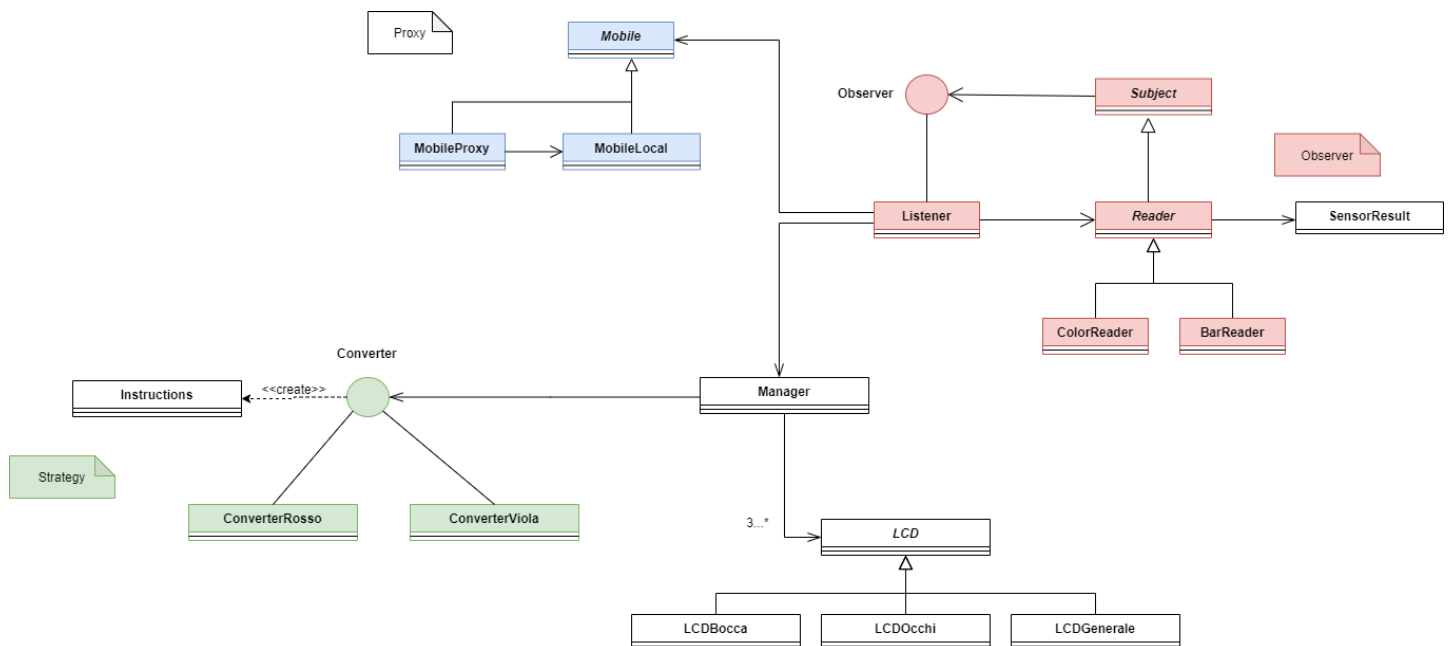 Proxy
Mobile
Observer
Subject
MobileProxy
MobileLocal
Observer
Listener
Reader
SensorResult
ColorReader
BarReader
Converter
Instructions
<<create>>
Manager
Strategy
ConverterRosso
ConverterViola
3...*
LCD
LCDBocca
LCDOcchi
LCDGenerale